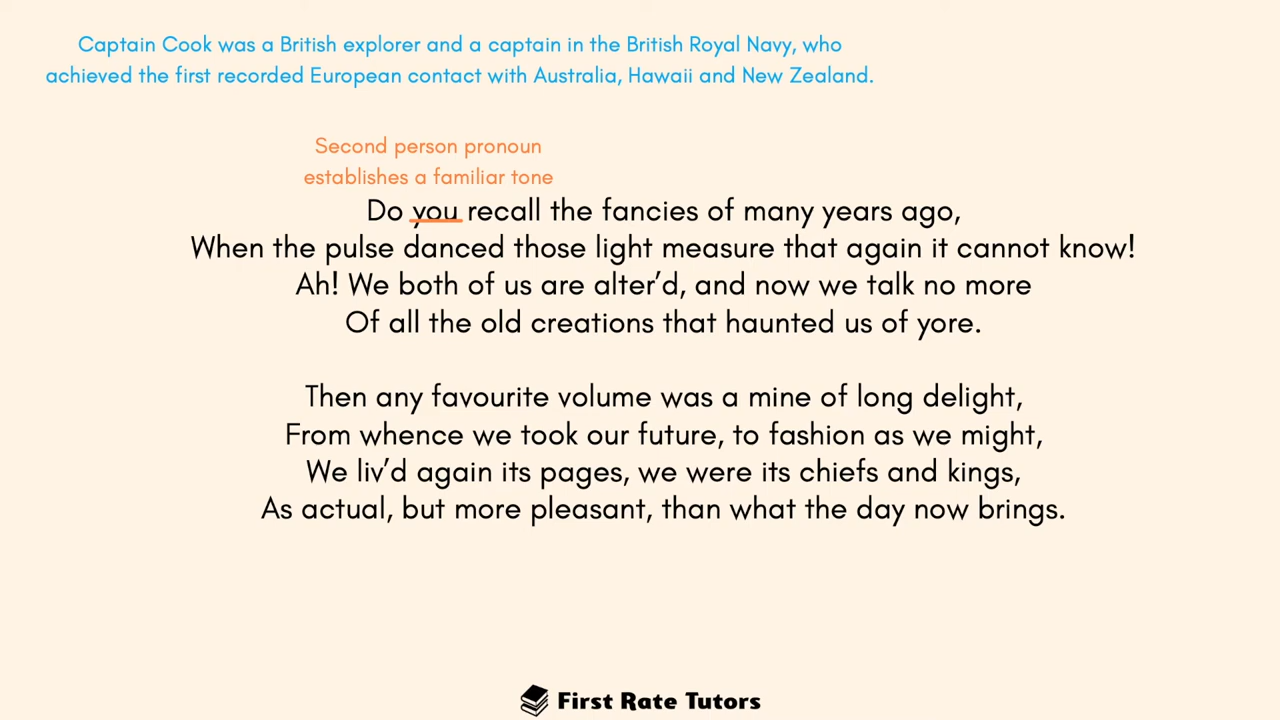 Captain Cook was a British explorer and a captain in the British Royal Navy, who
achieved the first recorded European contact with Australia, Hawaii and New Zealand.
Second person pronoun
establishes a familiar tone
Do you recall the fancies of many years ago,
When the pulse danced those light measure that again it cannot know!
Ah! We both of us are alter'd, and now we talk no more
Of all the old creations that haunted us of yore.
Then any favourite volume was a mine of long delight,
From whence we took our future, to fashion as we might,
We liv'd again its pages, we were its chiefs and kings,
As actual, but more pleasant, than what the day now brings.
First Rate Tutors